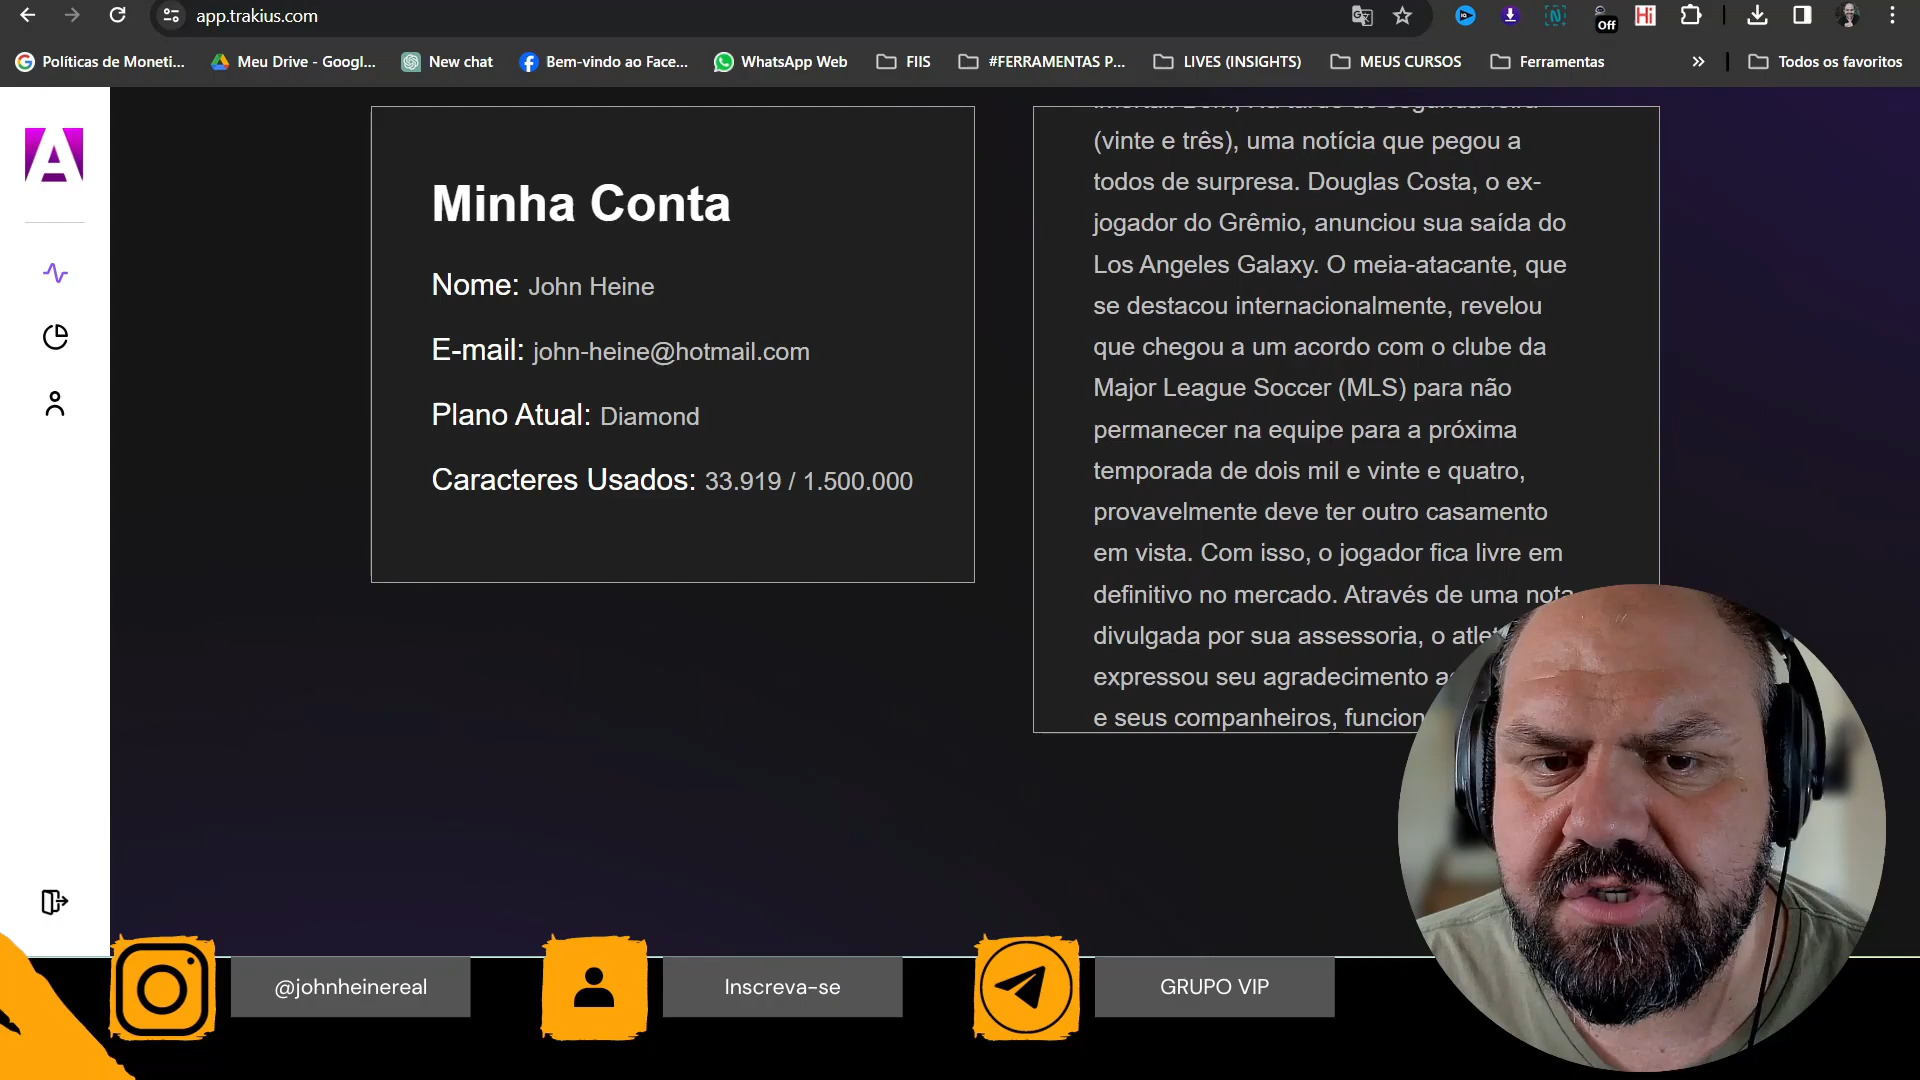 app.trakius.com
Off
Hi
Políticas de Moneti...
Meu Drive - Googl...
New chat
Bem-vindo ao Face...
WhatsApp Web
FIIS
#FERRAMENTAS P...
LIVES (INSIGHTS)
MEUS CURSOS
Ferramentas
Todos os favoritos
A
Minha Conta
Nome: John Heine
E-mail: john-heine@hotmail.com
Plano Atual: Diamond
Caracteres Usados: 33.919 / 1.500.000
(vinte e três), uma notícia que pegou a
todos de surpresa. Douglas Costa, o ex-
jogador do Grêmio, anunciou sua saída do
Los Angeles Galaxy. O meia-atacante, que
se destacou internacionalmente, revelou
que chegou a um acordo com o clube da
Major League Soccer (MLS) para não
permanecer na equipe para a próxima
temporada de dois mil e vinte e quatro,
provavelmente deve ter outro casamento
em vista. Com isso, o jogador fica livre em
definitivo no mercado. Através de uma nota
divulgada por sua assessoria, o
expressou seu agradecimento
e seus companheiros,
@johnheinereal
Inscreva-se
GRUPO VIP